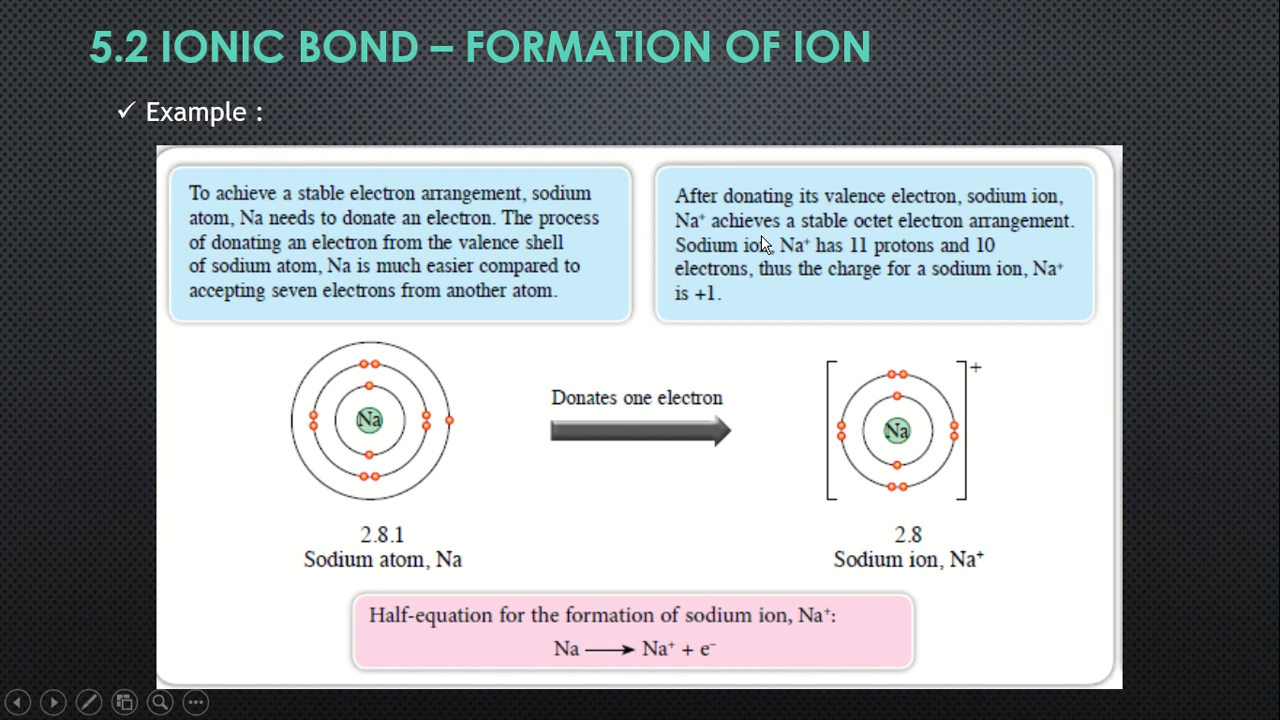 5.2 IONIC BOND – FORMATION OF ION
✓ Example :
To achieve a stable electron arrangement, sodium
atom, Na needs to donate an electron. The process
of donating an electron from the valence shell
of sodium atom, Na is much easier compared to
accepting seven electrons from another atom.
After donating its valence electron, sodium ion,
Na⁺ achieves a stable octet electron arrangement.
Sodium ion, Na⁺ has 11 protons and 10
electrons, thus the charge for a sodium ion, Na⁺
is +1.
Na
Donates one electron
Na
+
2.8.1
Sodium atom, Na
2.8
Sodium ion, Na⁺
Half-equation for the formation of sodium ion, Na⁺:
Na ⟶ Na⁺ + e⁻